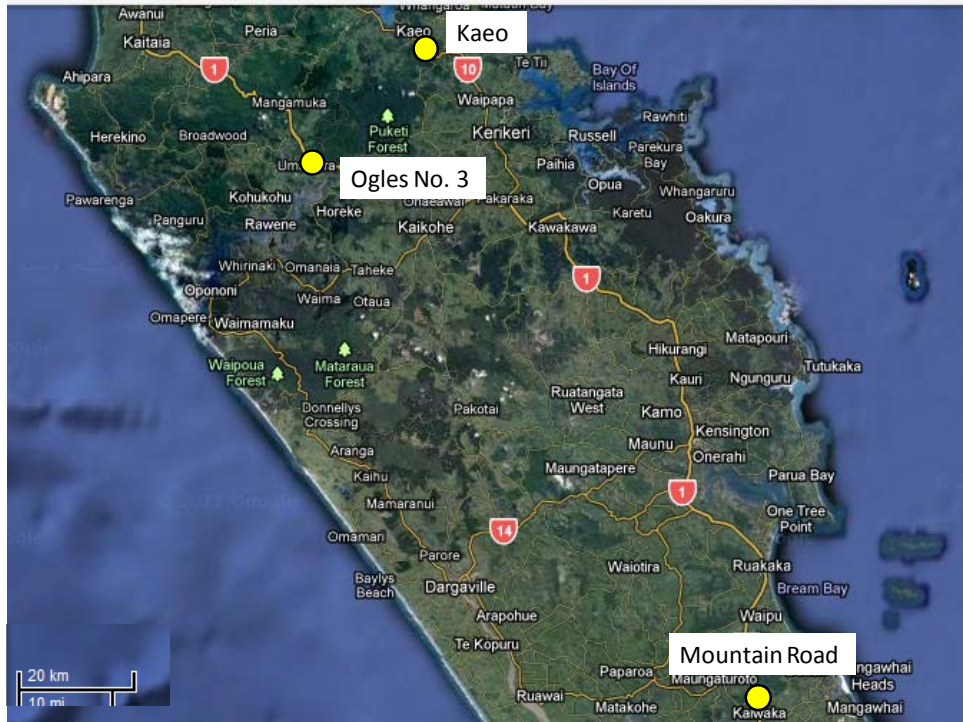 Whangaroa
Awanui
Kaeo
Kaeo
Peria
Kaitaia
Te Tii
Bay Of
Islands
1
10
Ahipara
Waipapa
Mangamuka
Rawhiti
Puketi
Forest
Kerikeri
Russell
Herekino
Broadwood
Parekura
Bay
Paihia
Ogles No. 3
Opua
Whangaruru
Pawarenga
Kohukohu
Pakaraka
Horeke
Karetu
Oakura
Panguru
Rawene
Kaikohe
Kawakawa
Whirinaki
Omanaia
Taheke
1
Opononi
Waima
Otaua
Omapere
Waimamaku
Matapouri
Hikurangi
Waipoua
Forest
Mataraua
Forest
Tutukaka
Kauri
Ngunguru
Ruatangata
West
Donnellys
Crossing
Pakotai
Kamo
Kensington
Maunu
Aranga
Onerahi
Maungatapere
Parua Bay
Kaihu
1
Mamaranui
One Tree
Point
14
Omaman
Parore
Waiotira
Ruakaka
Baylys
Beach
Dargaville
Bream Bay
Arapohue
Waipu
Te Kopuru
Mountain Road
20 km
Paparoa
Maungaturoto
Heads
10 mi
Ruawai
Matakohe
Kaiwaka
Mangawhai